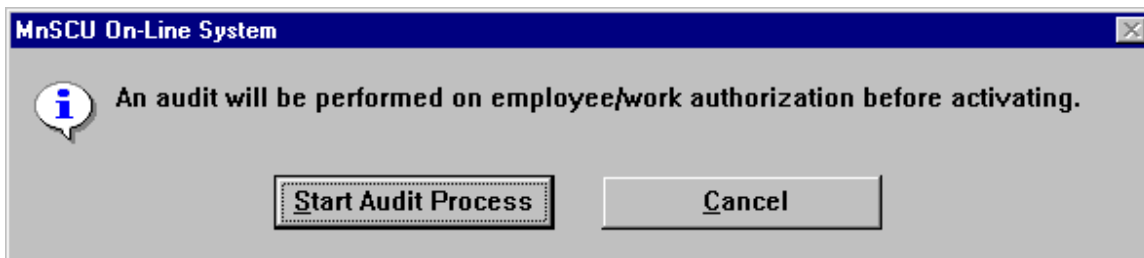 MnSCU On-Line System
An audit will be performed on employee/work authorization before activating.
Start Audit Process Cancel